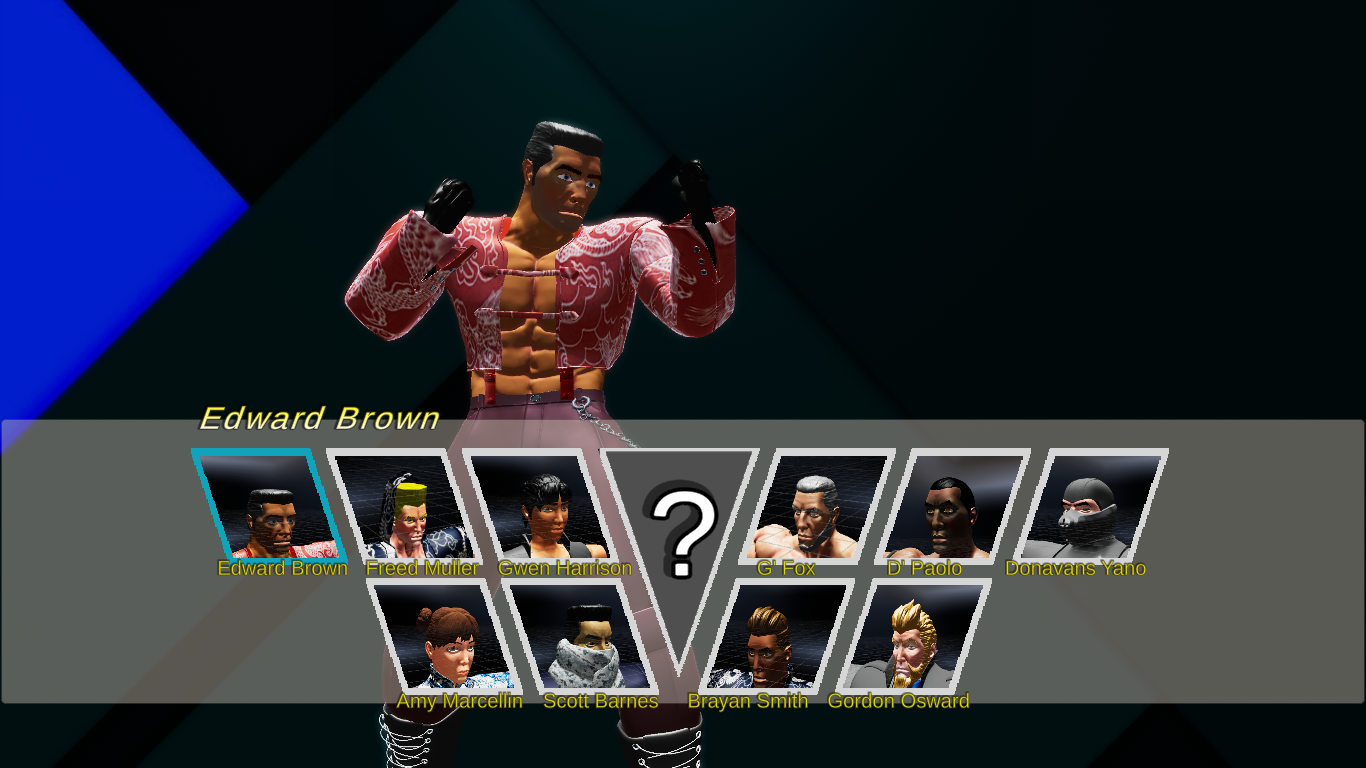 Edward Brown
?
Edward Brown Freed Muller Gwen Harrison G' Fox D' Paolo Donavans Yano
Amy Marcellin Scott Barnes Brayan Smith Gordon Osward